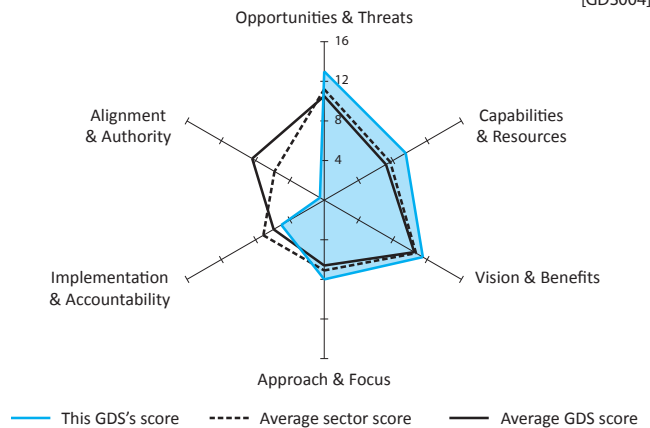 [GDS004]
Opportunities & Threats
16
12
8
4
Alignment
& Authority
Capabilities
& Resources
Implementation
& Accountability
Vision & Benefits
Approach & Focus
This GDS's score
Average sector score
Average GDS score